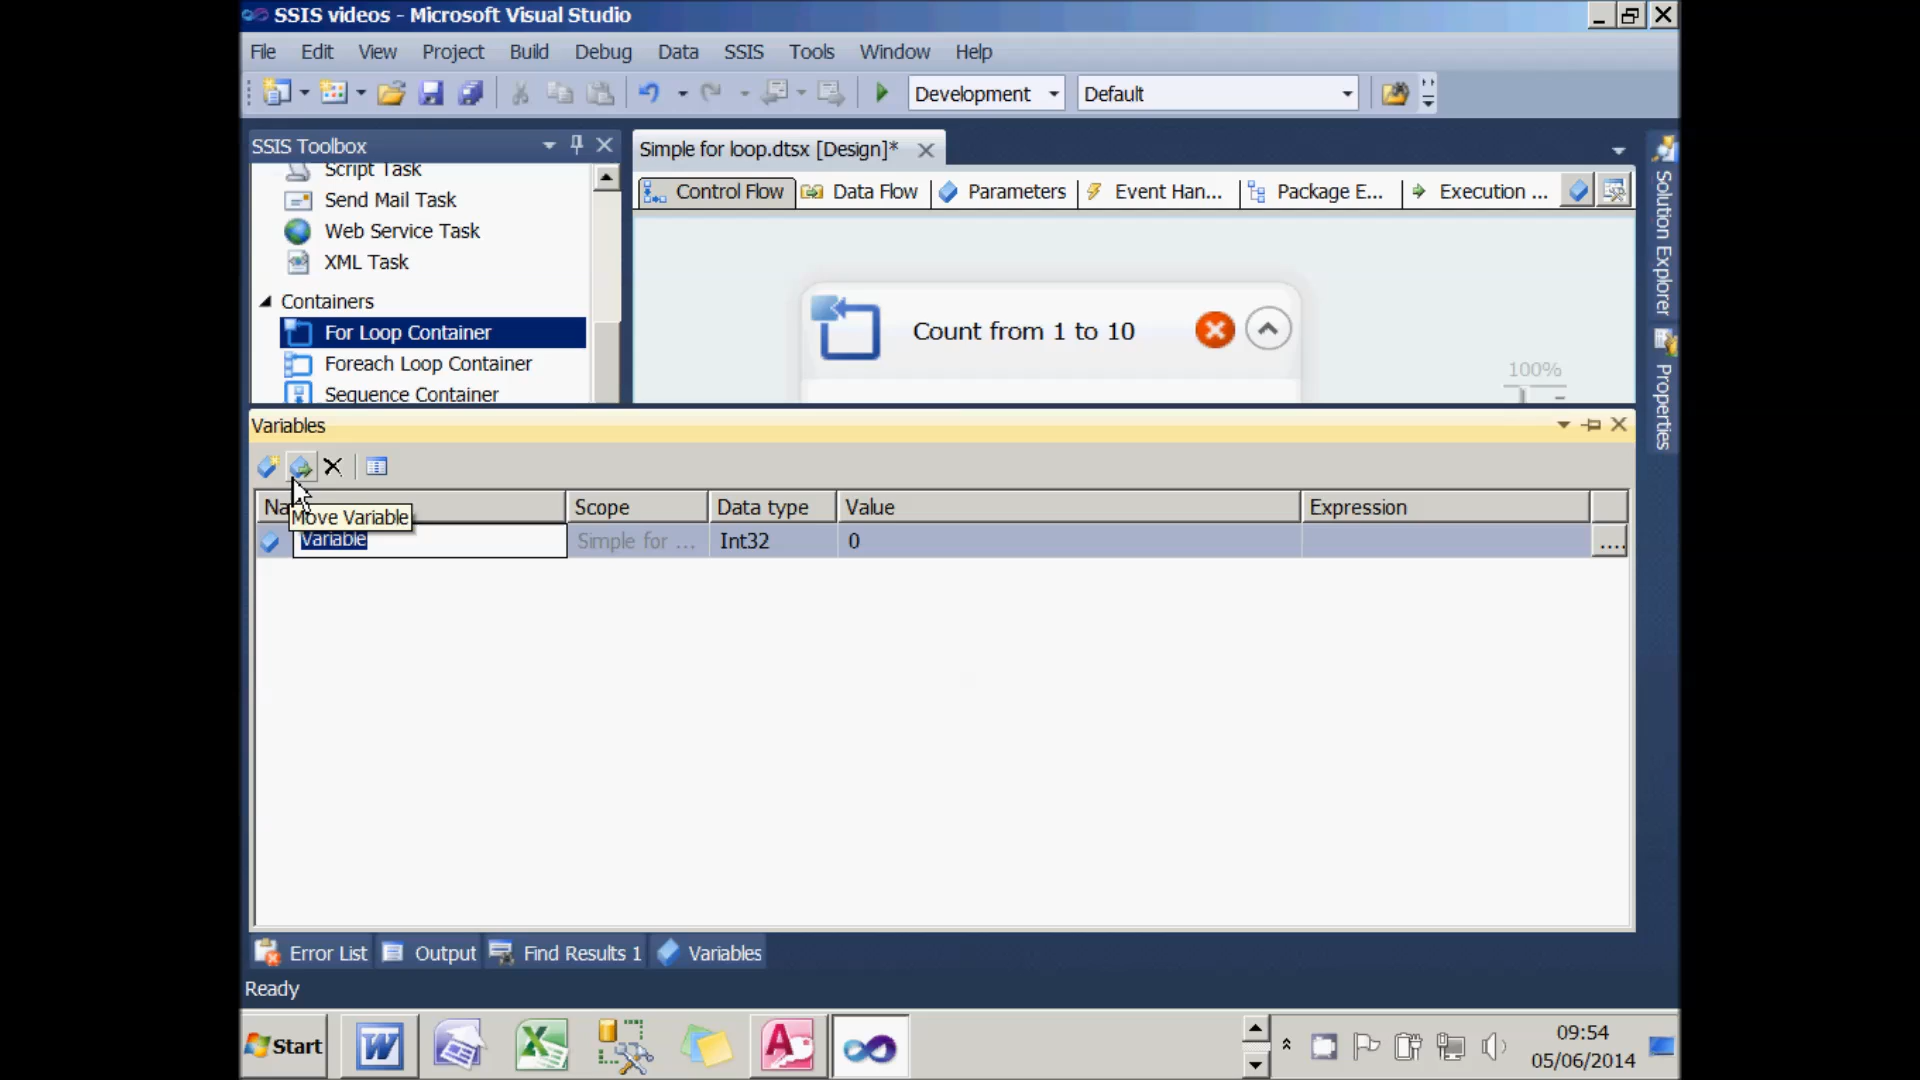 SSIS videos - Microsoft Visual Studio
File Edit View Project Build Debug Data SSIS Tools Window Help
Development Default
SSIS Toolbox
Script Task
Send Mail Task
Web Service Task
XML Task
Containers
For Loop Container
Foreach Loop Container
Sequence Container
Simple for loop.dtsx [Design]*
Control Flow Data Flow Parameters Event Han... Package E... Execution ...
Count from 1 to 10
100%
Solution Explorer
Properties
Variables
Na Scope Data type Value Expression
Move Variable
Variable Simple for ... Int32 0 ....
Error List Output Find Results 1 Variables
Ready
Start
09:54
05/06/2014